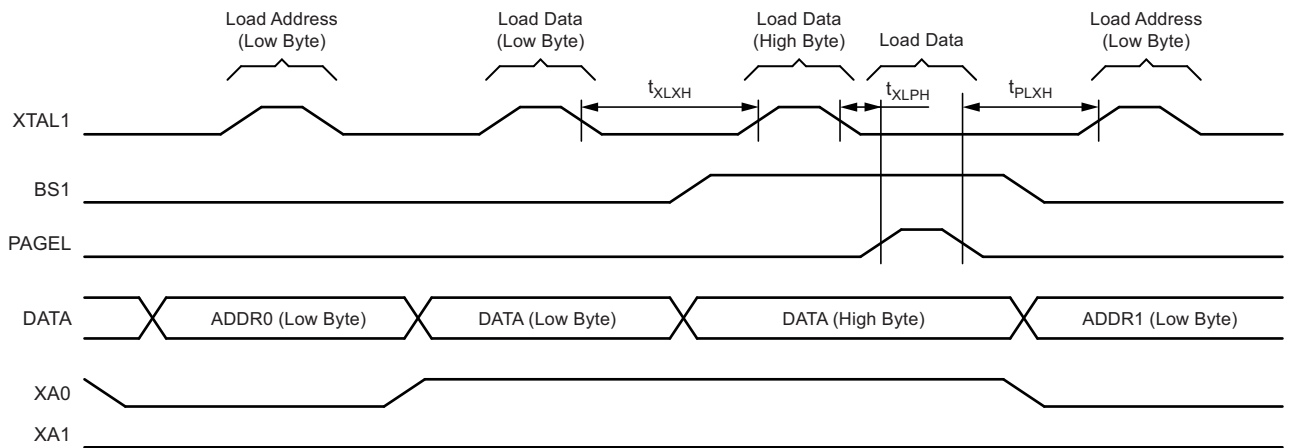 Load Address
(Low Byte)
Load Data
(Low Byte)
Load Data
(High Byte)
Load Data
Load Address
(Low Byte)
tXLXH
tXLPH
tPLXH
XTAL1
BS1
PAGEL
DATA
ADDR0 (Low Byte)
DATA (Low Byte)
DATA (High Byte)
ADDR1 (Low Byte)
XA0
XA1